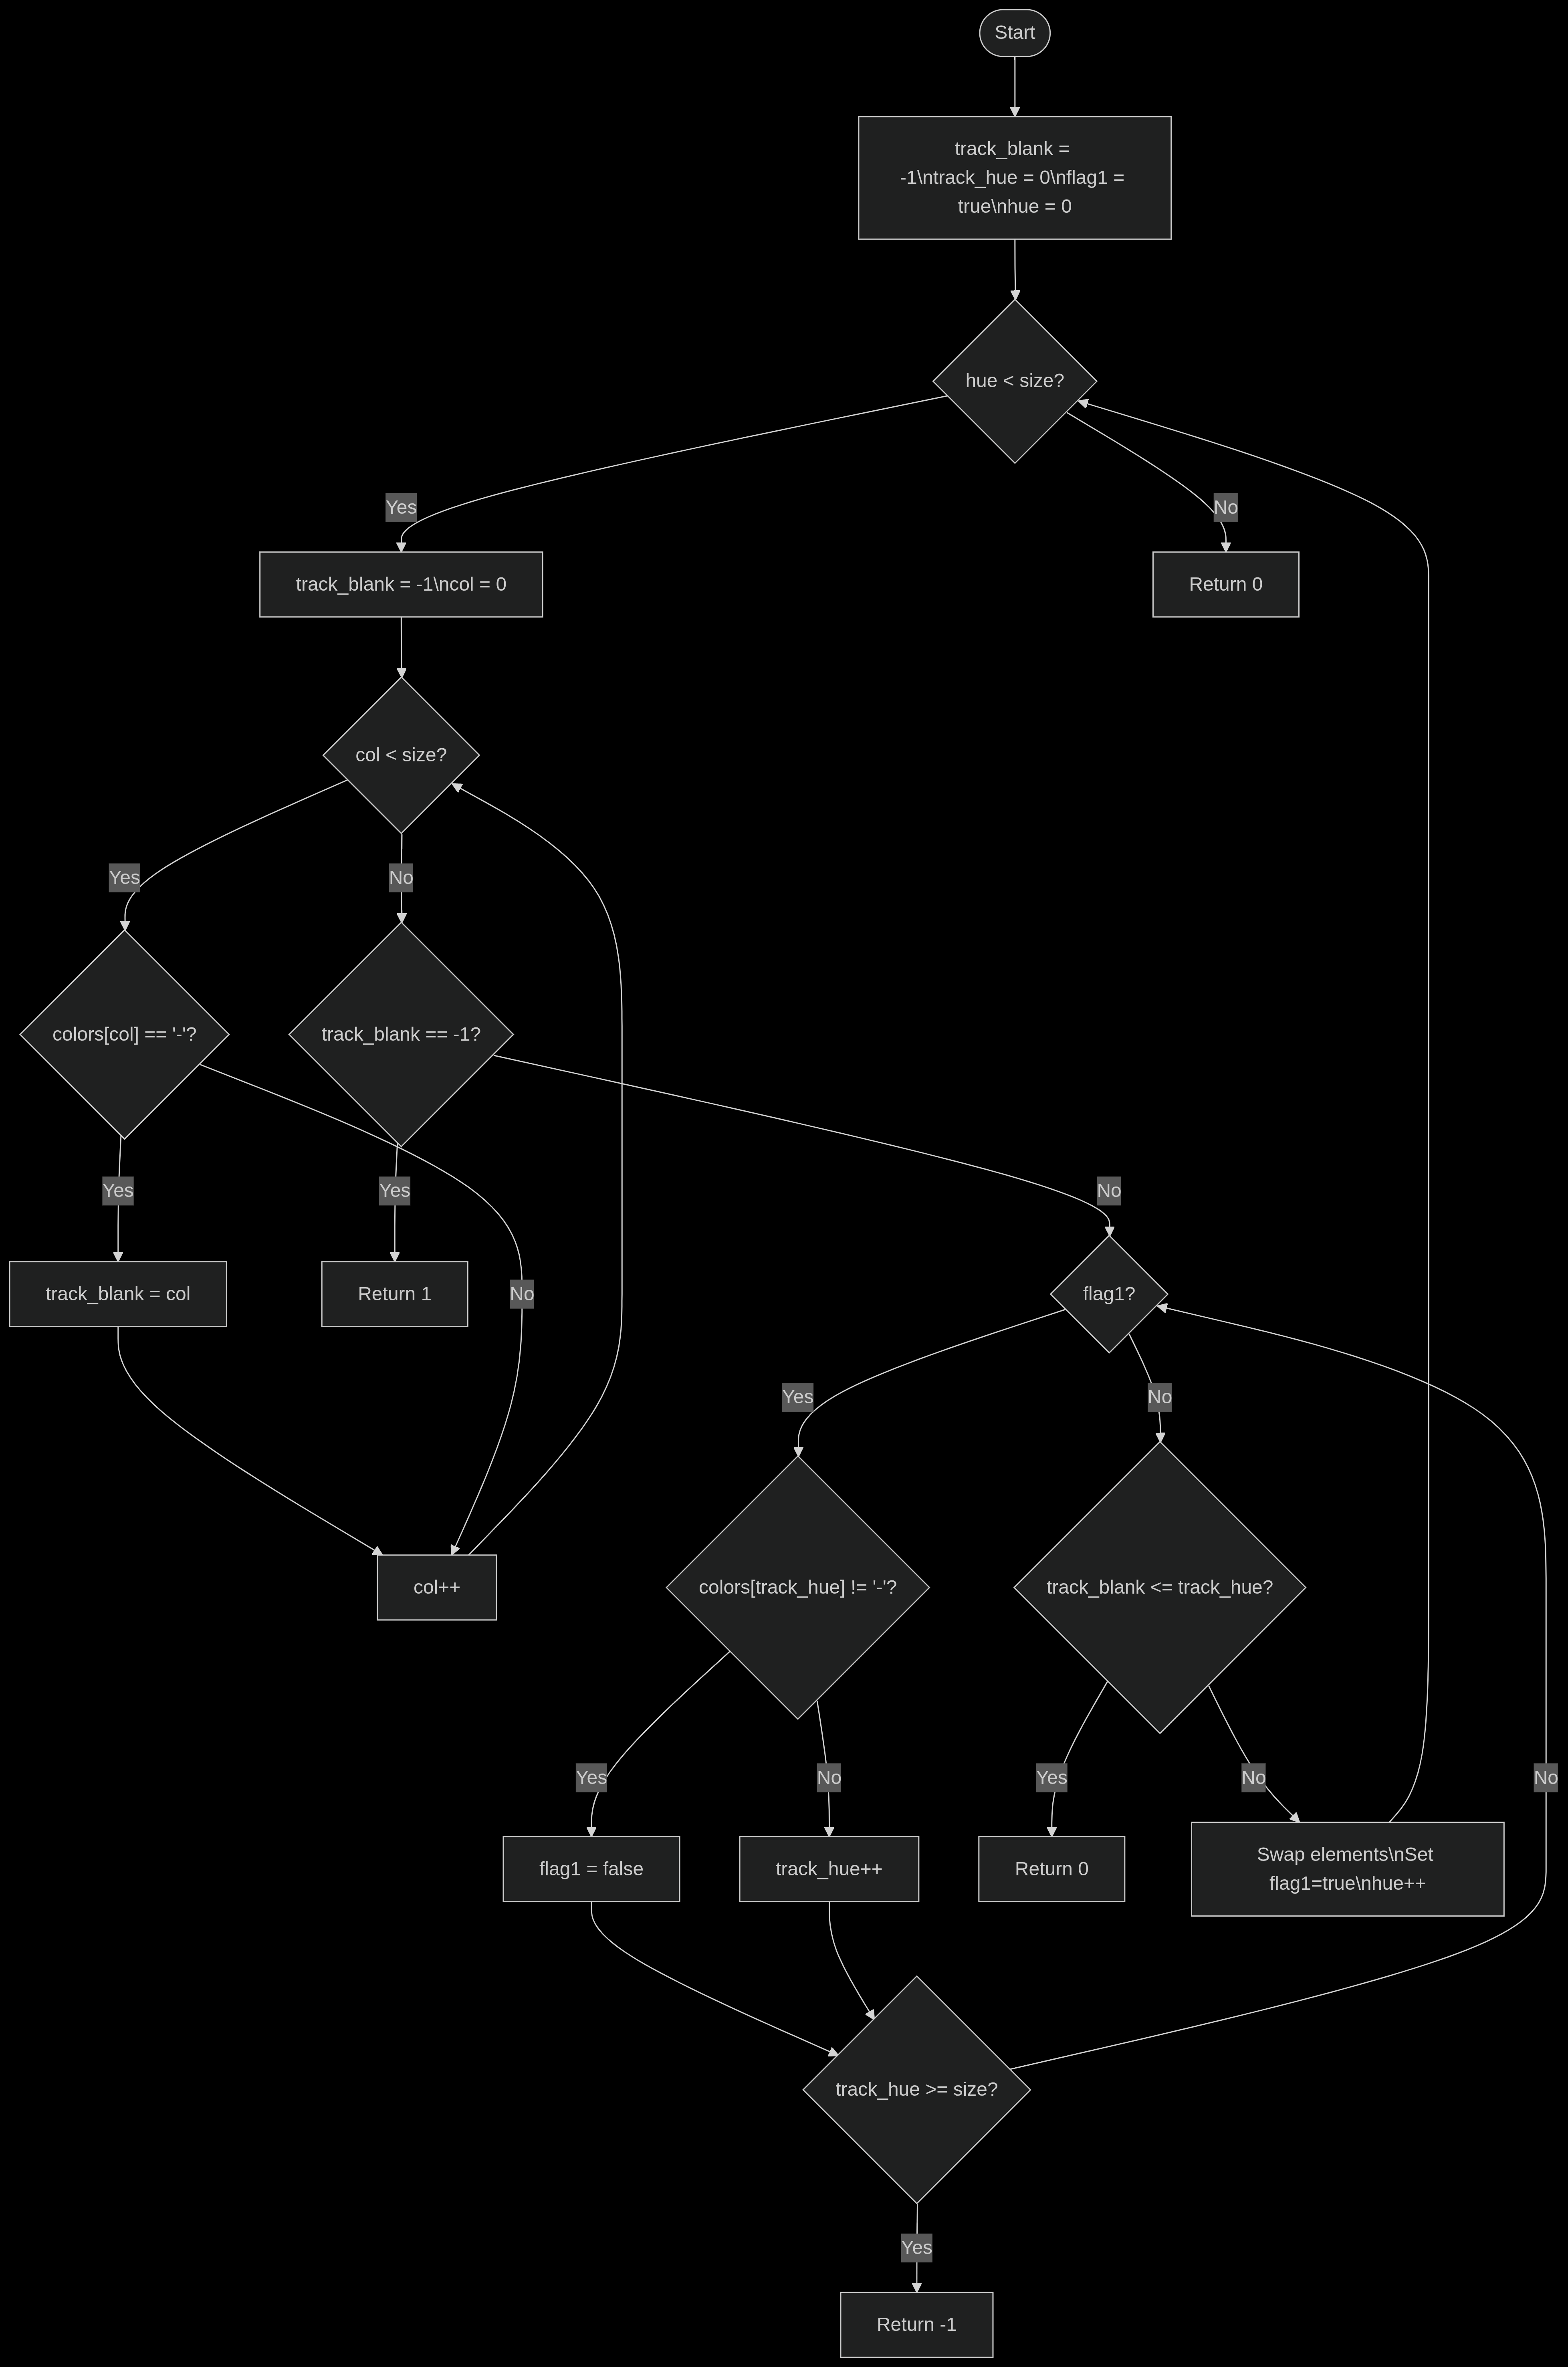 Start
track_blank =
-1\ntrack_hue = 0\nflag1 =
true\nhue = 0
hue < size?
Yes
No
track_blank = -1\ncol = 0
Return 0
col < size?
Yes
No
colors[col] == '-'?
track_blank == -1?
Yes
Yes
No
track_blank = col
Return 1
No
flag1?
Yes
No
col++
colors[track_hue] != '-'?
track_blank <= track_hue?
Yes
No
Yes
No
No
flag1 = false
track_hue++
Return 0
Swap elements\nSet
flag1=true\nhue++
track_hue >= size?
Yes
Return -1